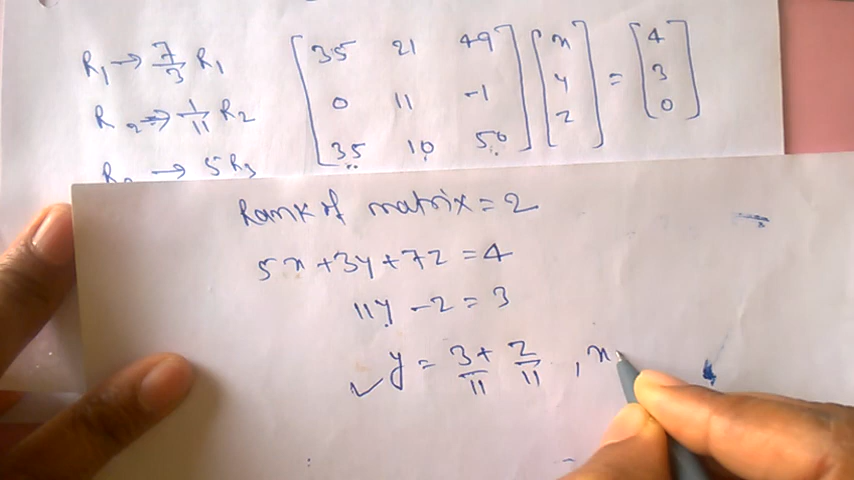 R₁ → 7/3 R₁ [35 21 49] [x] = [4]
R₂ → 1/11 R₂ [0 11 -1] [y] = [3]
[35 10 50] [z] = [0]
→ 5R₃
Rank of matrix = 2
5x + 3y + 7z = 4
11y - z = 3
✓ y = 3/11 + z/11 , x